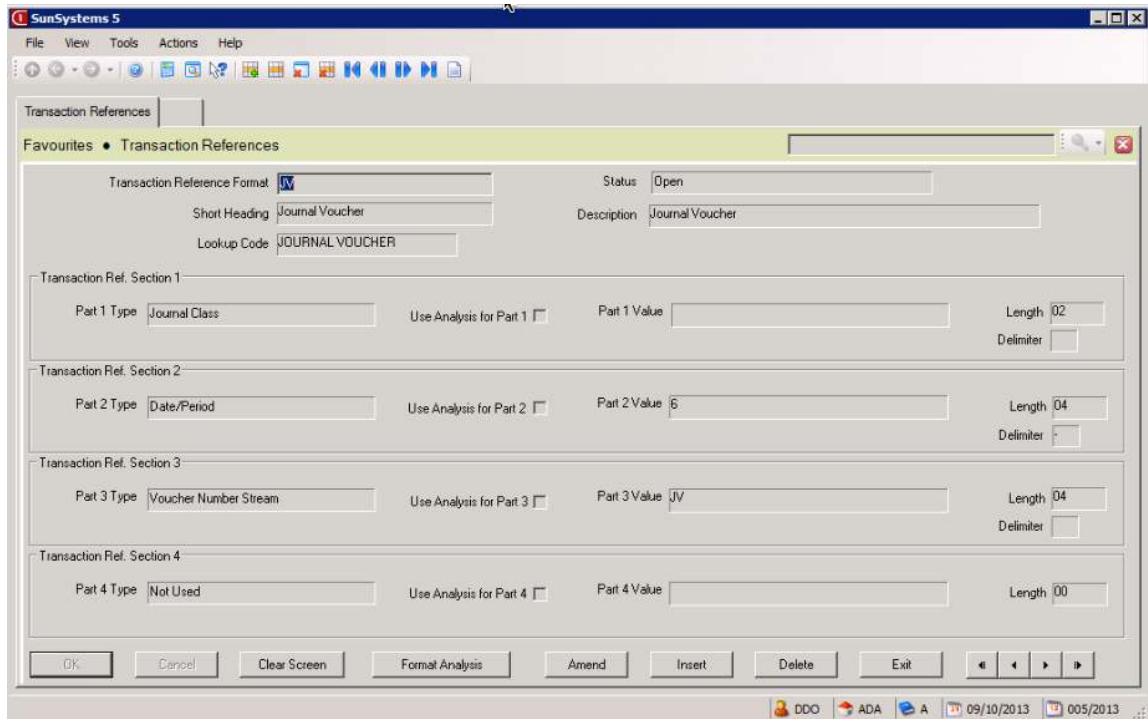 SunSystems 5
File View Tools Actions Help
Transaction References
Favourites • Transaction References
Transaction Reference Format JV Status Open
Short Heading Journal Voucher Description Journal Voucher
Lookup Code JOURNAL VOUCHER
Transaction Ref. Section 1
Part 1 Type Journal Class Use Analysis for Part 1 Part 1 Value Length 02
Delimiter
Transaction Ref. Section 2
Part 2 Type Date/Period Use Analysis for Part 2 Part 2 Value 6 Length 04
Delimiter -
Transaction Ref. Section 3
Part 3 Type Voucher Number Stream Use Analysis for Part 3 Part 3 Value JV Length 04
Delimiter
Transaction Ref. Section 4
Part 4 Type Not Used Use Analysis for Part 4 Part 4 Value Length 00
OK Cancel Clear Screen Format Analysis Amend Insert Delete Exit
DDO ADA A 09/10/2013 005/2013